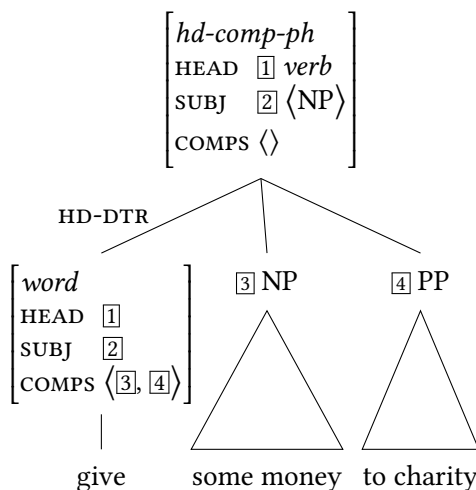 hd-comp-ph
HEAD 1 verb
SUBJ 2 ⟨NP⟩
COMPS ⟨⟩
HD-DTR
word
HEAD 1
SUBJ 2
COMPS ⟨3, 4⟩
3 NP
4 PP
give
some money
to charity